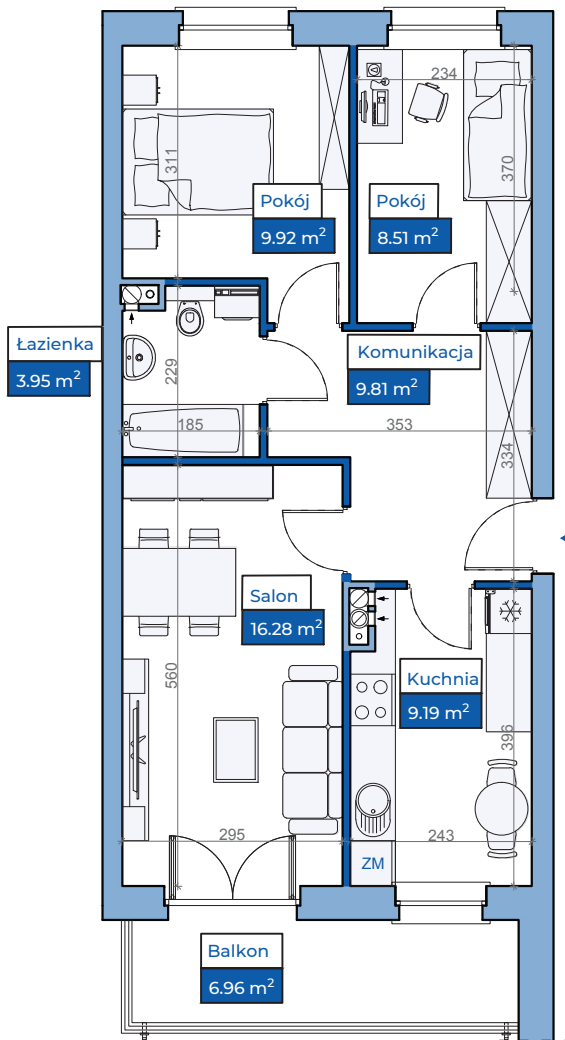 234
311
370
Pokój
9.92 m²
Pokój
8.51 m²
Łazienka
3.95 m²
229
Komunikacja
9.81 m²
185
353
334
Salon
16.28 m²
560
Kuchnia
9.19 m²
396
295
243
ZM
Balkon
6.96 m²